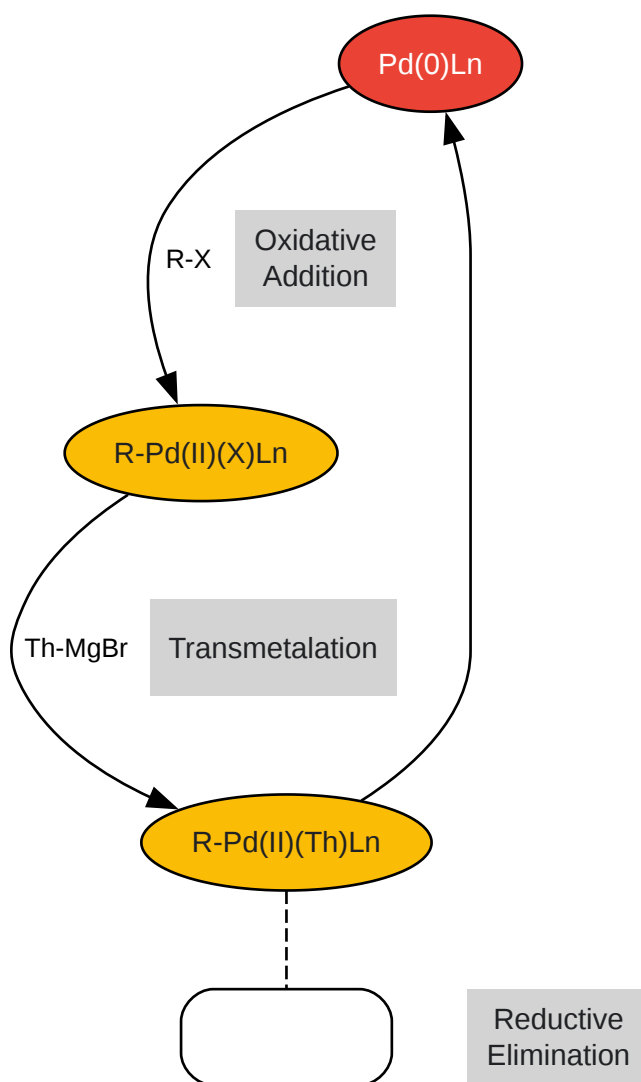 Pd(0)Ln
R-X
Oxidative
Addition
R-Pd(II)(X)Ln
Th-MgBr
Transmetalation
R-Pd(II)(Th)Ln
Reductive
Elimination